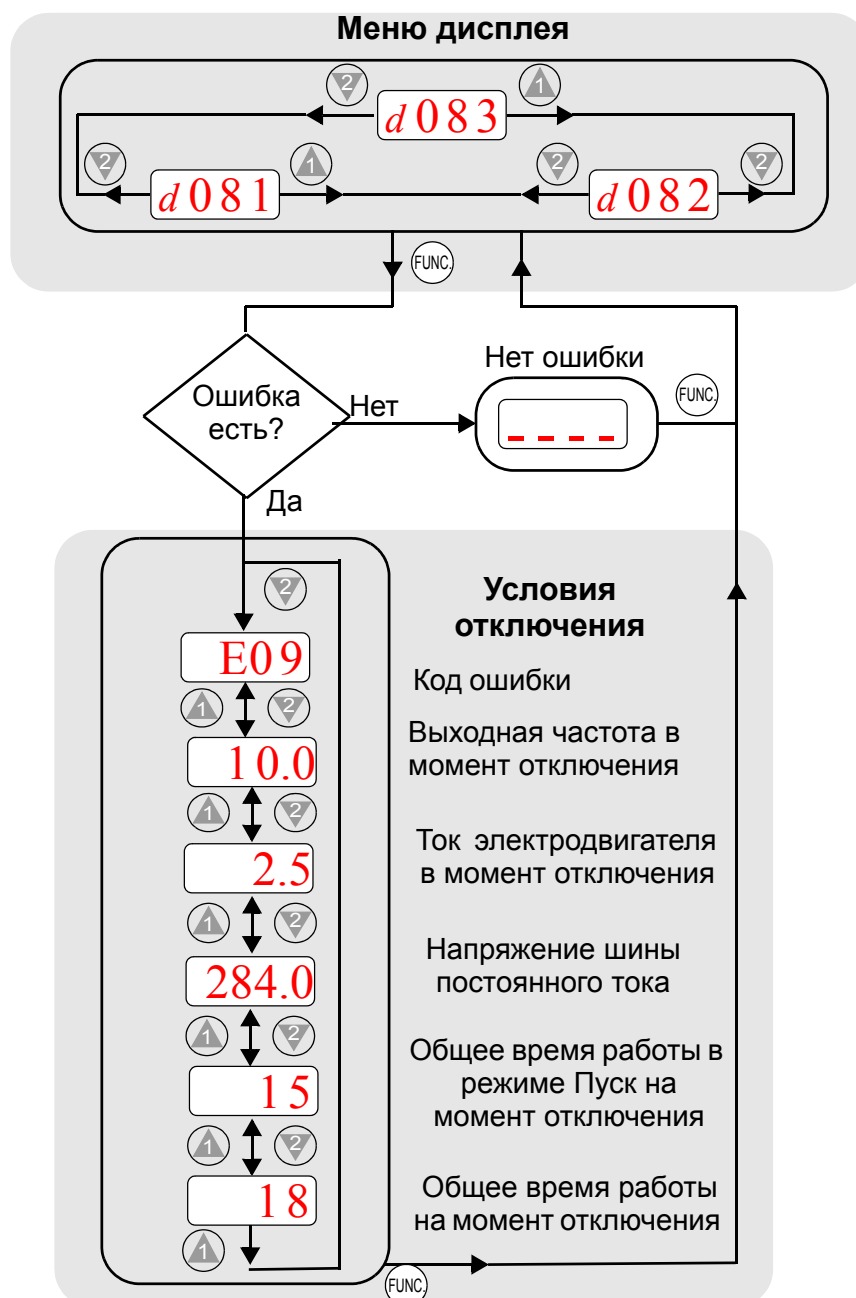 Меню дисплея
2 1
d083
2 1 2 2
d081 d082
FUNC.
Нет ошибки
Ошибка
есть?
Нет
FUNC.
Да
Условия
отключения
2
E09
Код ошибки
1 2
Выходная частота в
момент отключения
10.0
1 2
Ток электродвигателя
в момент отключения
2.5
1 2
Напряжение шины
постоянного тока
284.0
1 2
Общее время работы в
режиме Пуск на
момент отключения
15
1 2
Общее время работы
на момент отключения
18
1
FUNC.